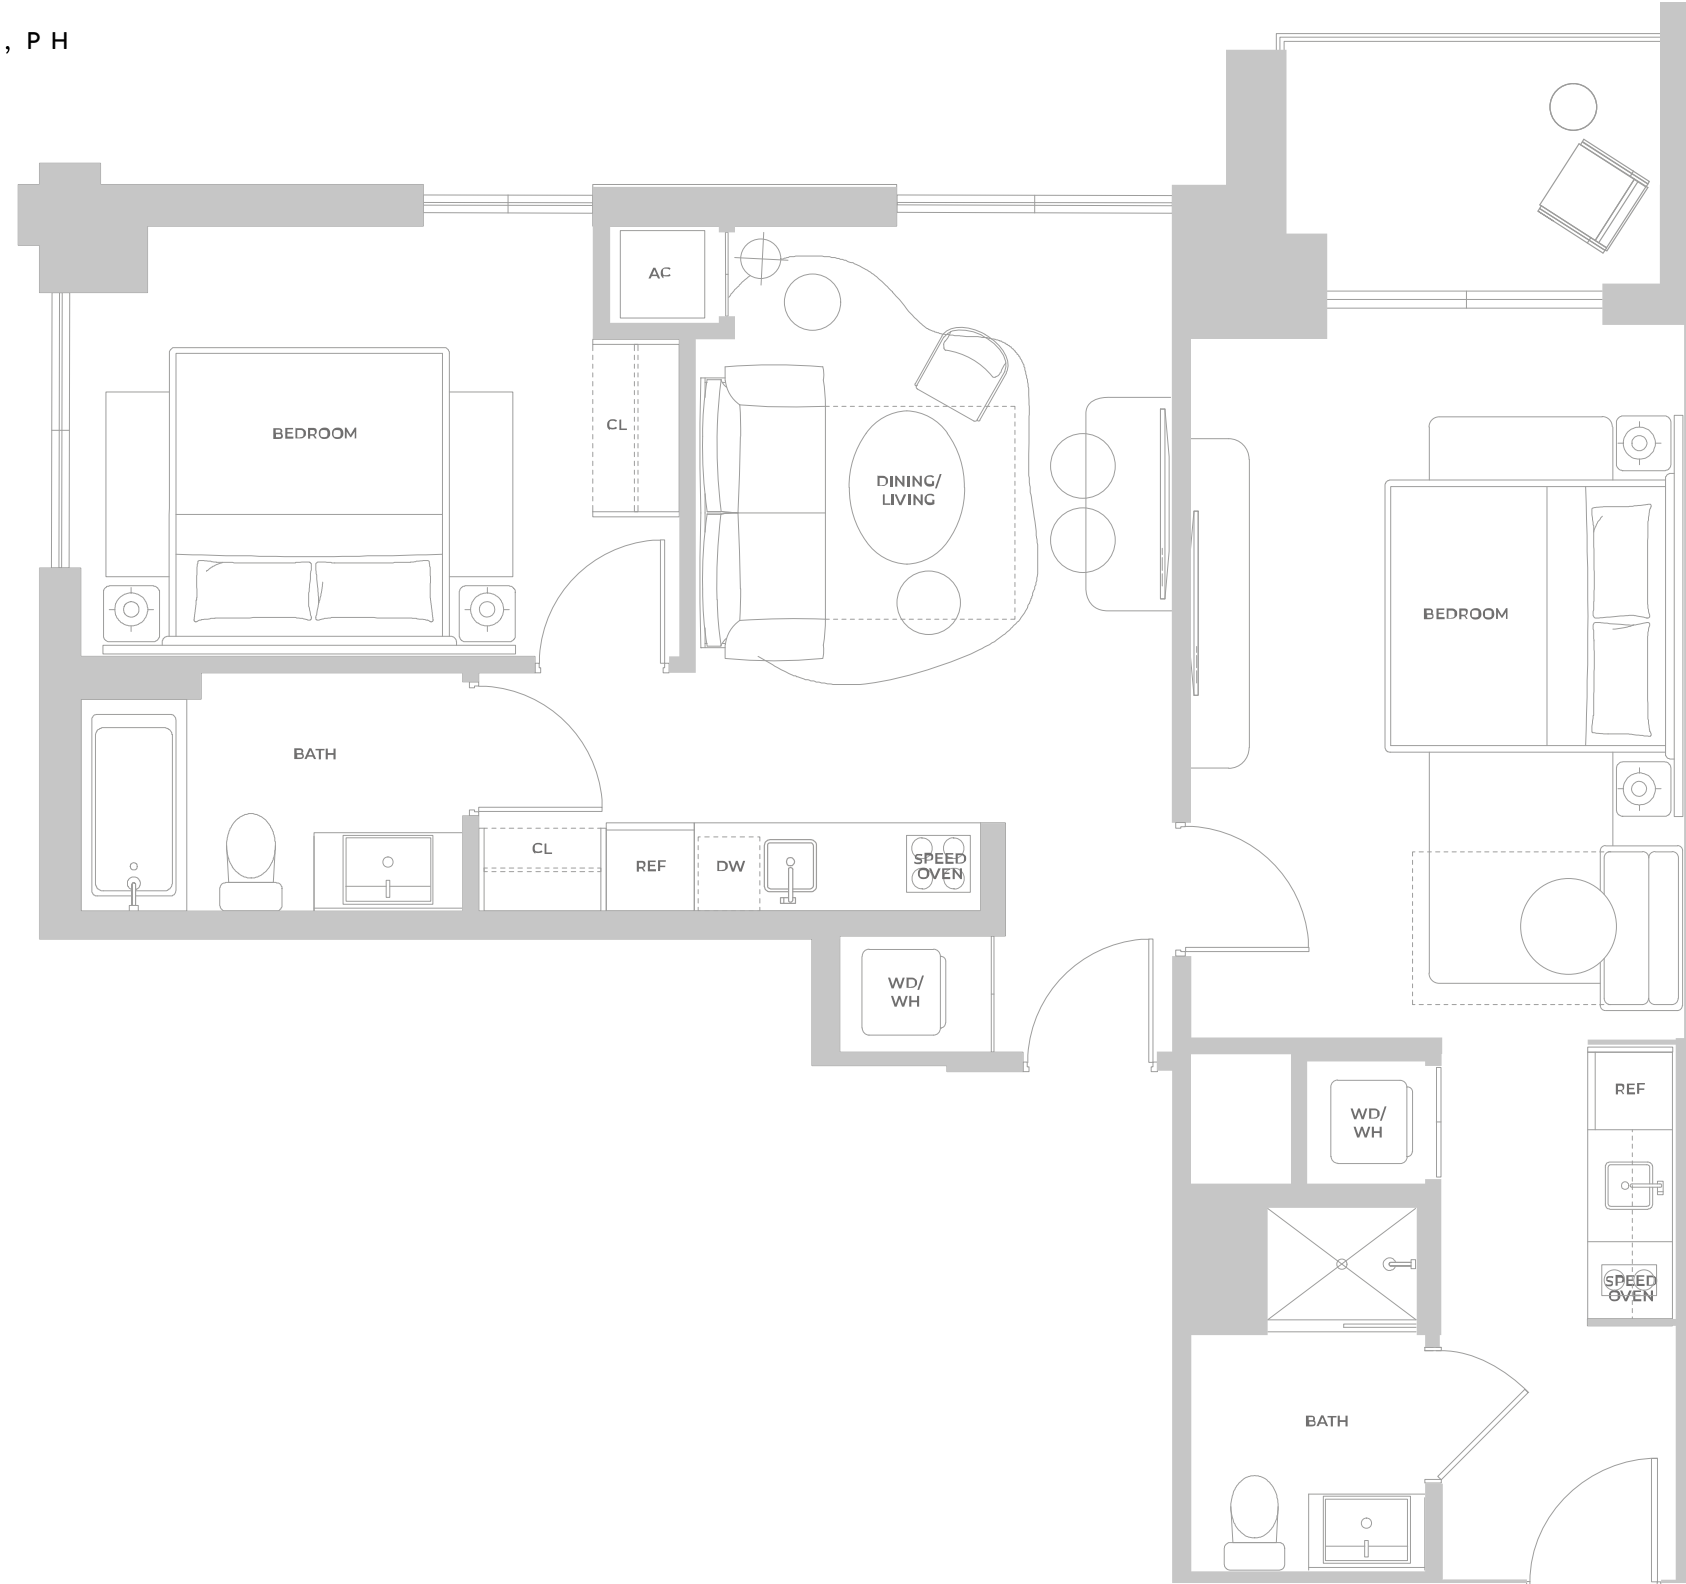 , PH
AC
BEDROOM
CL
DINING/
LIVING
BEDROOM
BATH
CL
REF
DW
SPEED
OVEN
WD/
WH
REF
WD/
WH
SPEED
OVEN
BATH